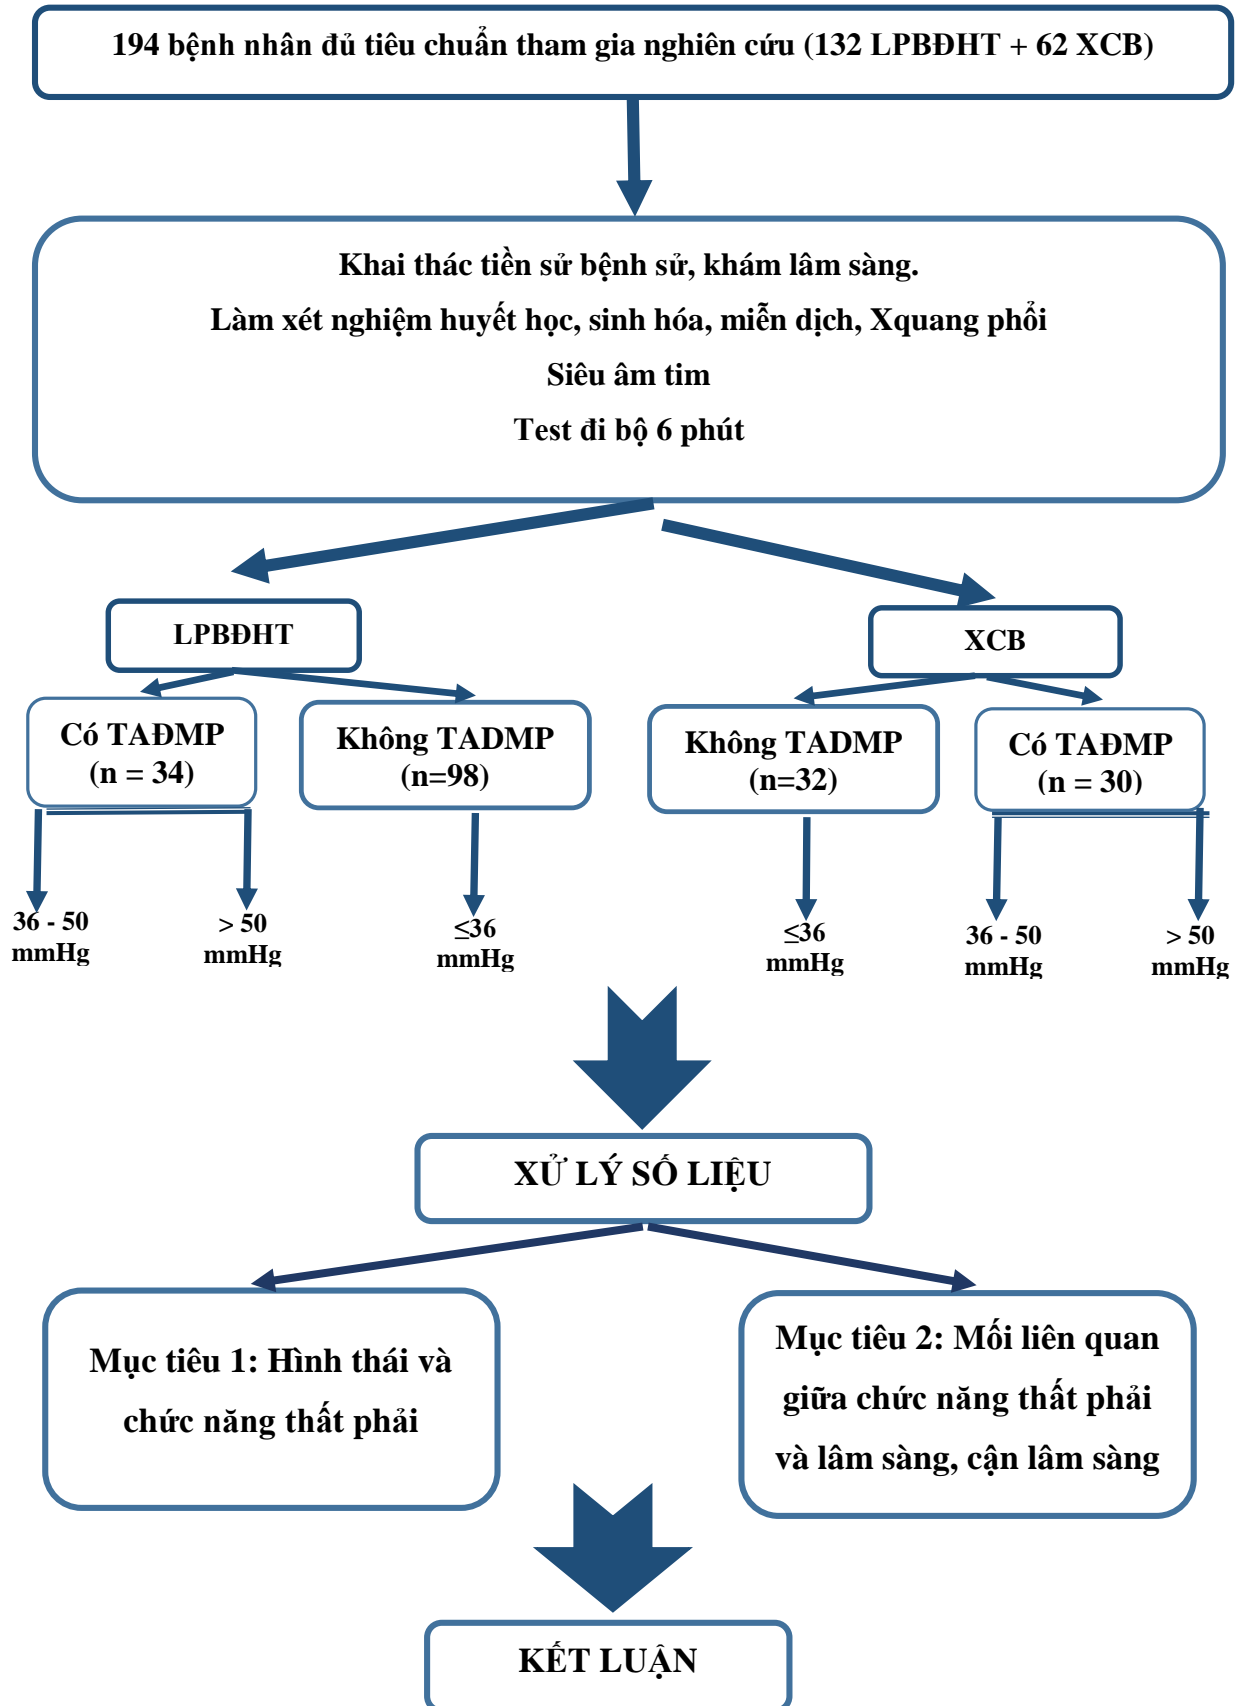 194 bệnh nhân đủ tiêu chuẩn tham gia nghiên cứu (132 LPBĐHT + 62 XCB)
Khai thác tiền sử bệnh sử, khám lâm sàng.
Làm xét nghiệm huyết học, sinh hóa, miễn dịch, Xquang phổi
Siêu âm tim
Test đi bộ 6 phút
LPBĐHT
XCB
Có TAĐMP
(n = 34)
Không TADMP
(n=98)
Không TADMP
(n=32)
Có TAĐMP
(n = 30)
36 - 50
mmHg
> 50
mmHg
≤36
mmHg
≤36
mmHg
36 - 50
mmHg
> 50
mmHg
XỬ LÝ SỐ LIỆU
Mục tiêu 1: Hình thái và
chức năng thất phải
Mục tiêu 2: Mối liên quan
giữa chức năng thất phải
và lâm sàng, cận lâm sàng
KẾT LUẬN